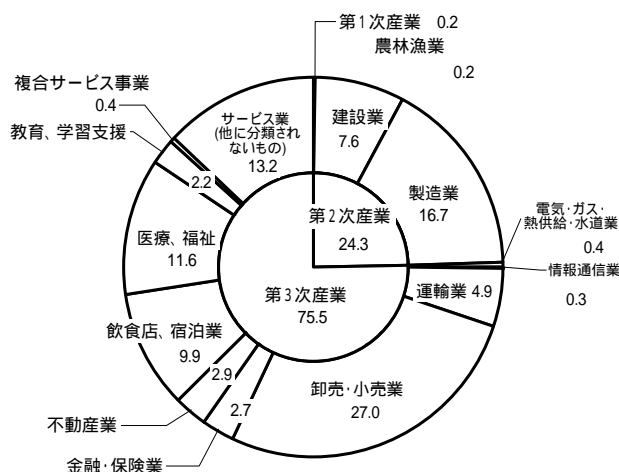 第1次産業 0.2
農林漁業
0.2
建設業
7.6
製造業
16.7
電気・ガス・
熱供給・水道業
0.4
情報通信業
0.3
運輸業 4.9
卸売・小売業
27.0
2.7
金融・保険業
2.9
不動産業
飲食店、宿泊業
9.9
医療、福祉
11.6
教育、学習支援
2.2
複合サービス事業
0.4
サービス業
(他に分類され
ないもの)
13.2
第2次産業
24.3
第3次産業
75.5